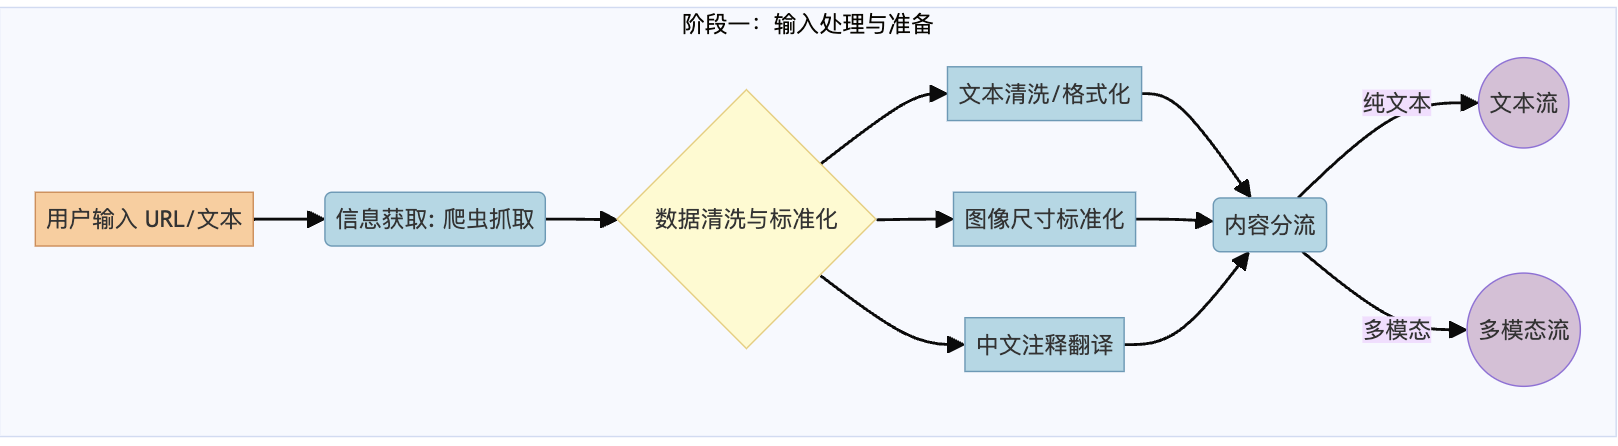 阶段一：输入处理与准备
用户输入 URL/文本
信息获取: 爬虫抓取
数据清洗与标准化
文本清洗/格式化
图像尺寸标准化
中文注释翻译
内容分流
纯文本
文本流
多模态
多模态流